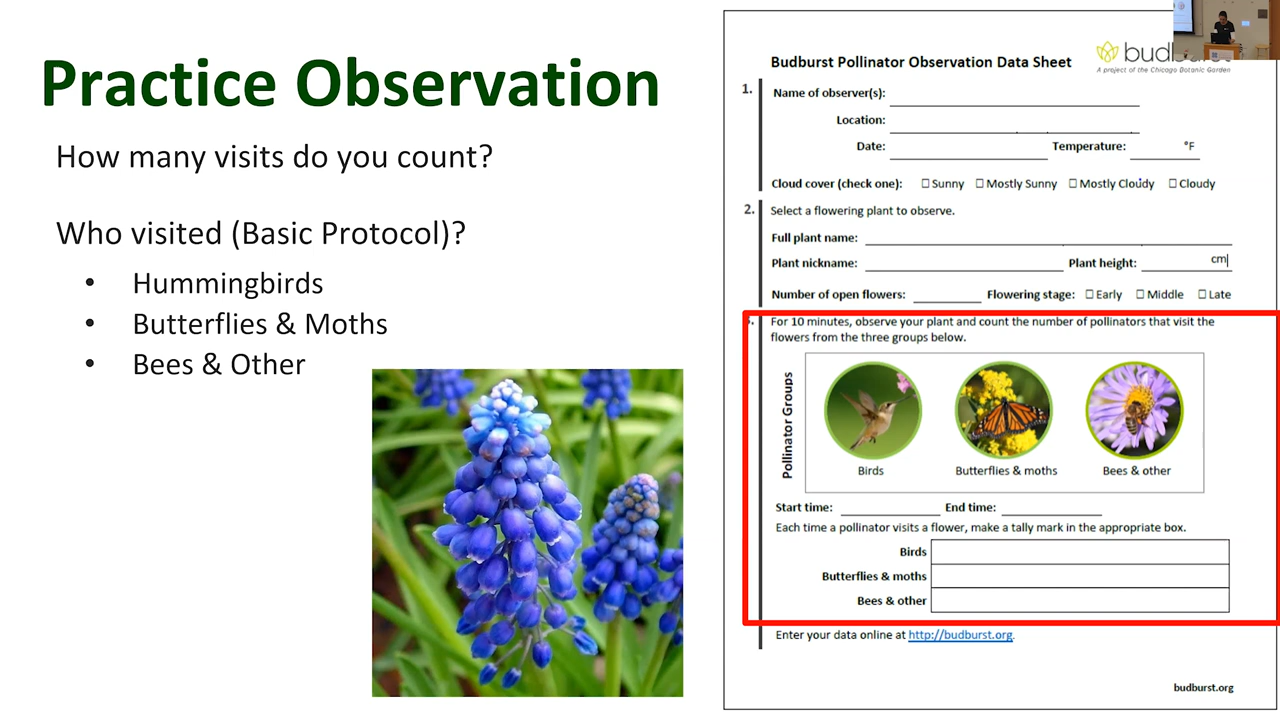 Practice Observation
How many visits do you count?
Who visited (Basic Protocol)?
• Hummingbirds
• Butterflies & Moths
• Bees & Other
Budburst Pollinator Observation Data Sheet
A project of the Chicago Botanic Garden
1.
Name of observer(s):
Location:
Date: Temperature: °F
Cloud cover (check one): ☐ Sunny ☐ Mostly Sunny ☐ Mostly Cloudy ☐ Cloudy
2.
Select a flowering plant to observe.
Full plant name:
Plant nickname: Plant height: cm
Number of open flowers: Flowering stage: ☐ Early ☐ Middle ☐ Late
For 10 minutes, observe your plant and count the number of pollinators that visit the
flowers from the three groups below.
Pollinator Groups
Birds Butterflies & moths Bees & other
Start time: End time:
Each time a pollinator visits a flower, make a tally mark in the appropriate box.
Birds
Butterflies & moths
Bees & other
Enter your data online at http://budburst.org.
budburst.org